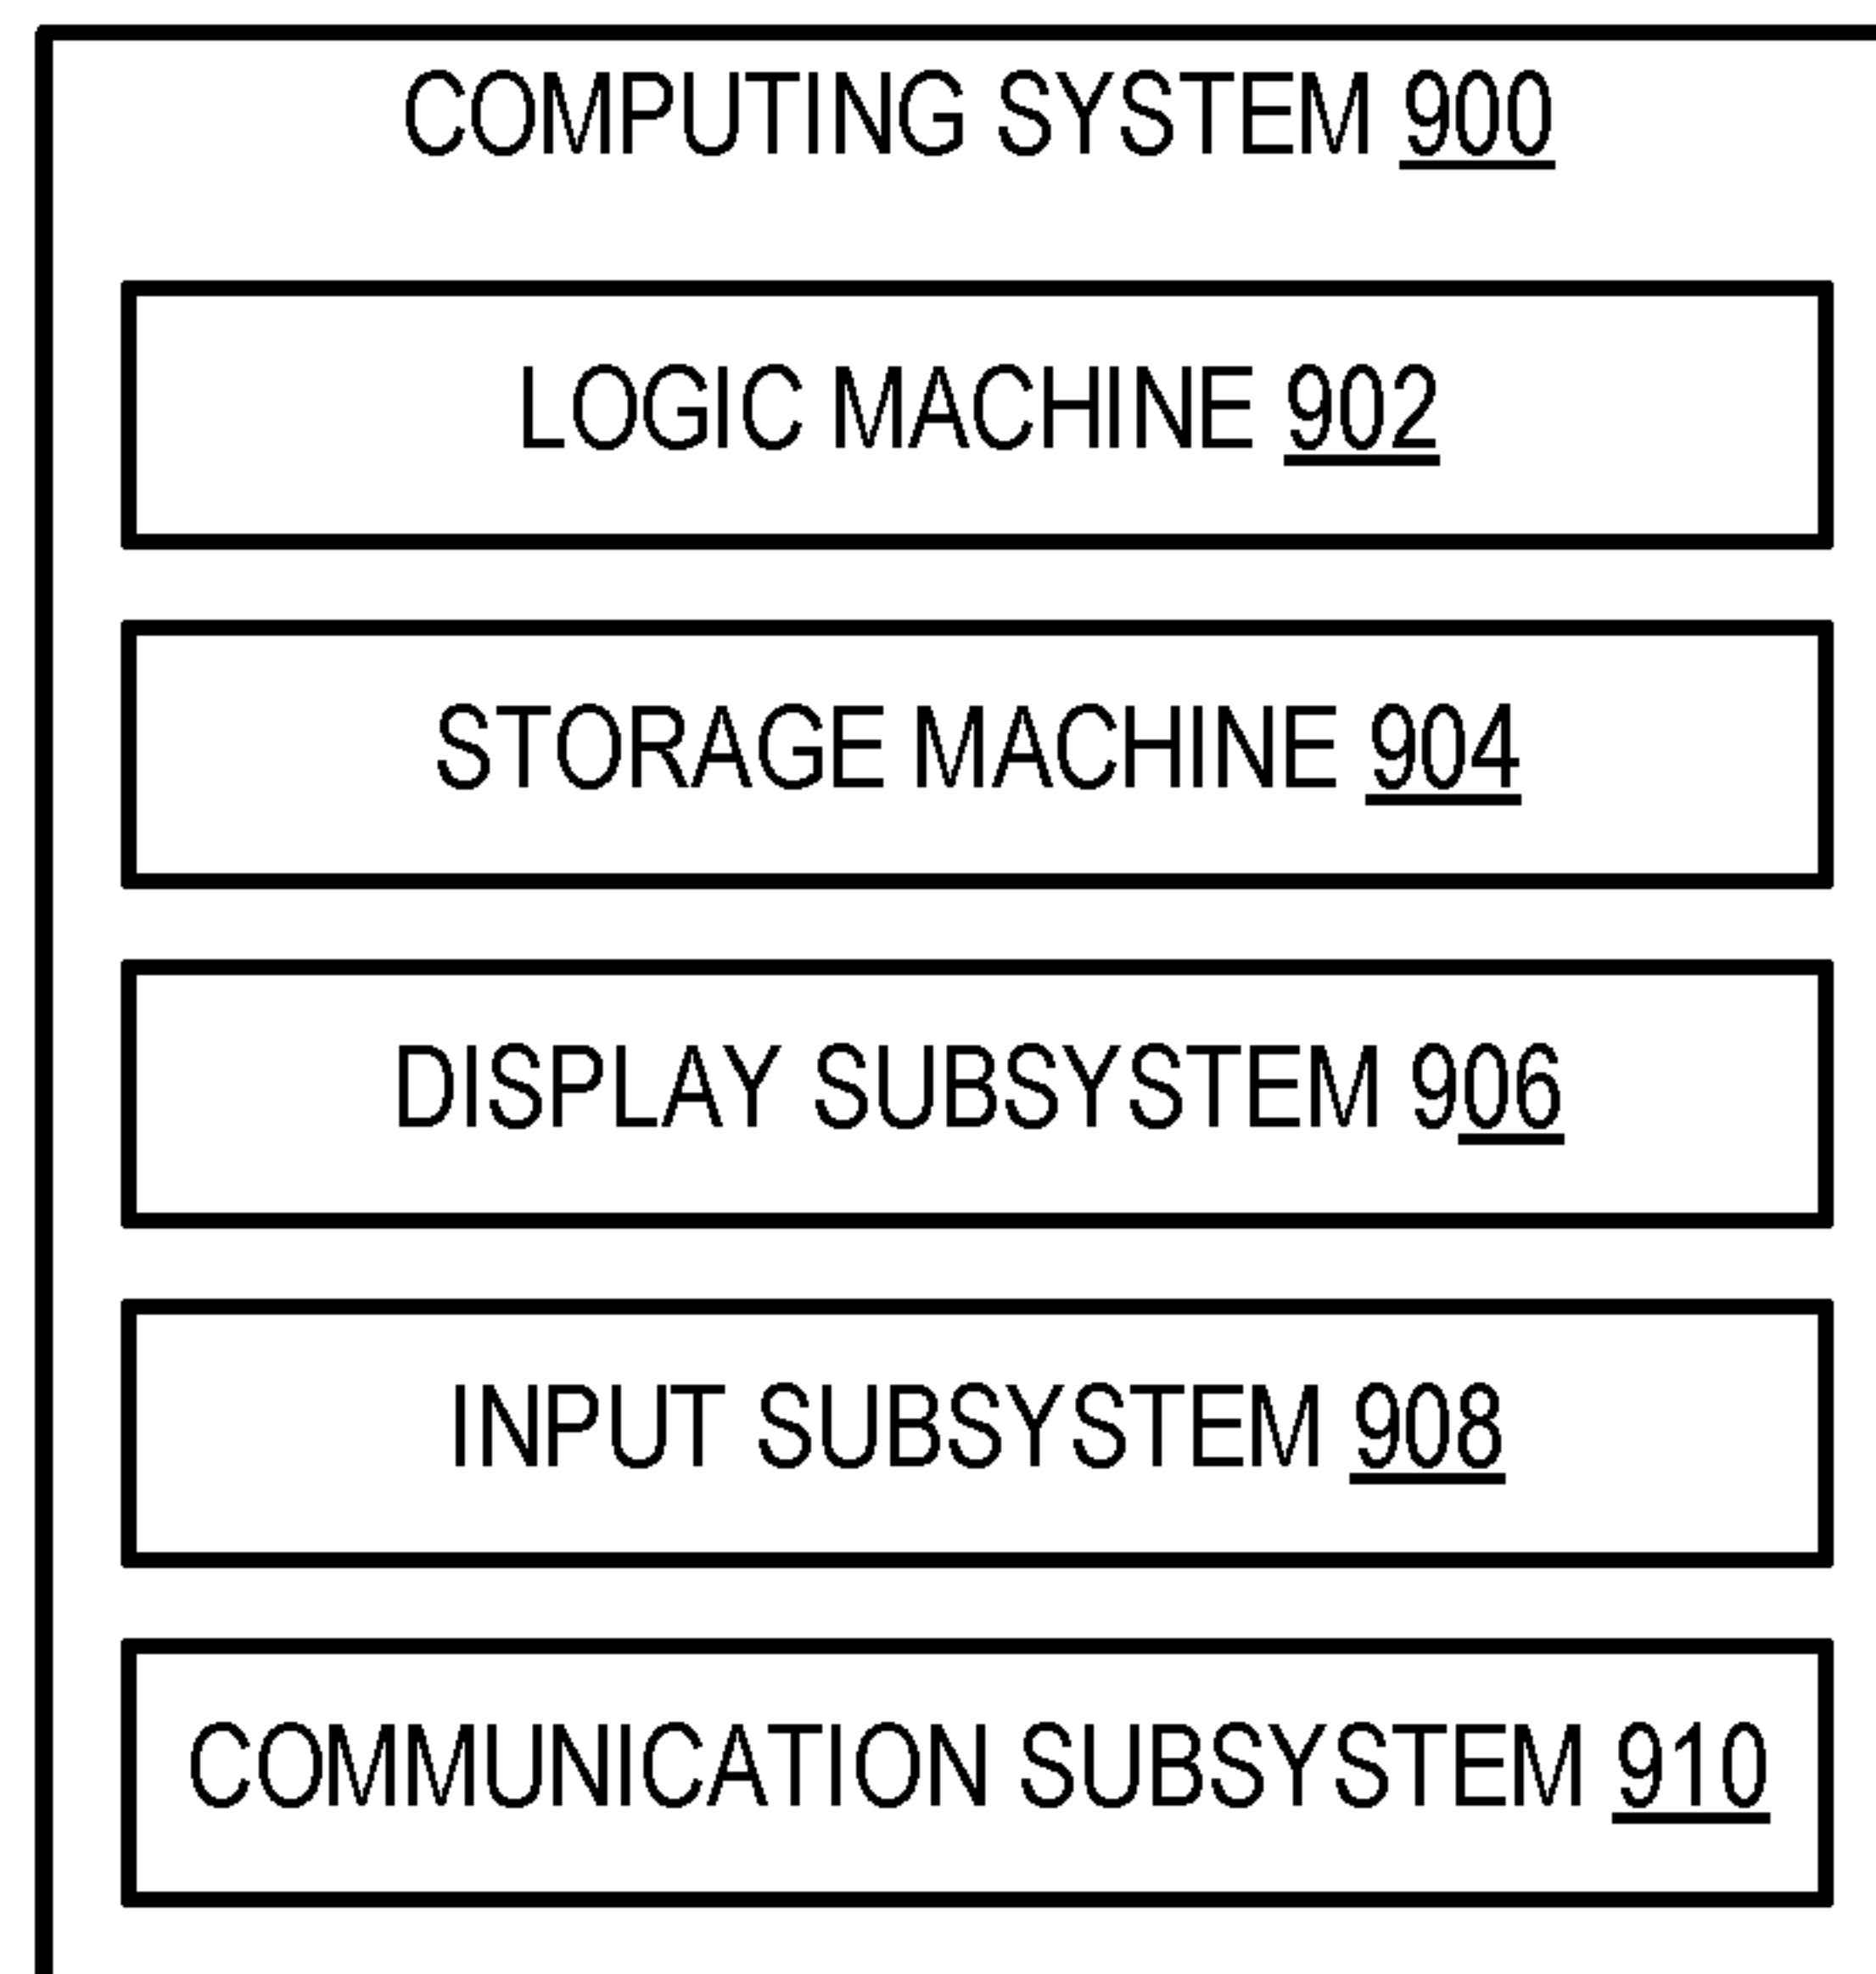 COMPUTING SYSTEM 900
LOGIC MACHINE 902
STORAGE MACHINE 904
DISPLAY SUBSYSTEM 906
INPUT SUBSYSTEM 908
COMMUNICATION SUBSYSTEM 910